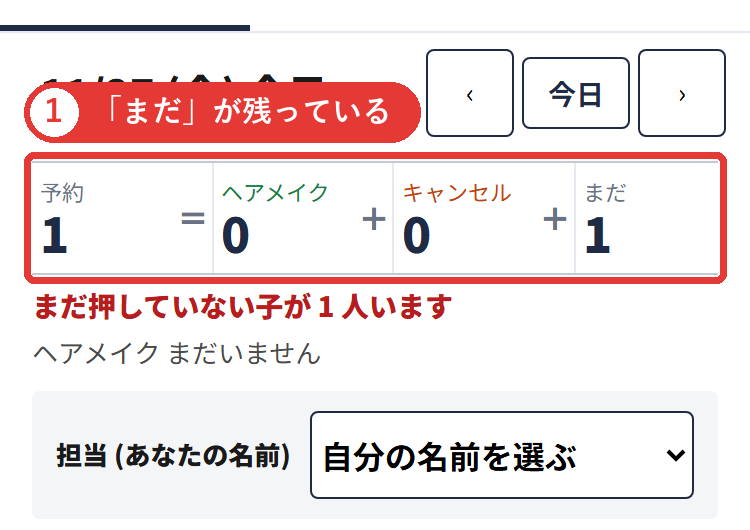 ‹ 今日 ›
1 「まだ」が残っている
予約 ヘアメイク キャンセル まだ
1 = 0 + 0 + 1
まだ押していない子が 1 人います
ヘアメイク まだいません
担当 (あなたの名前) 自分の名前を選ぶ